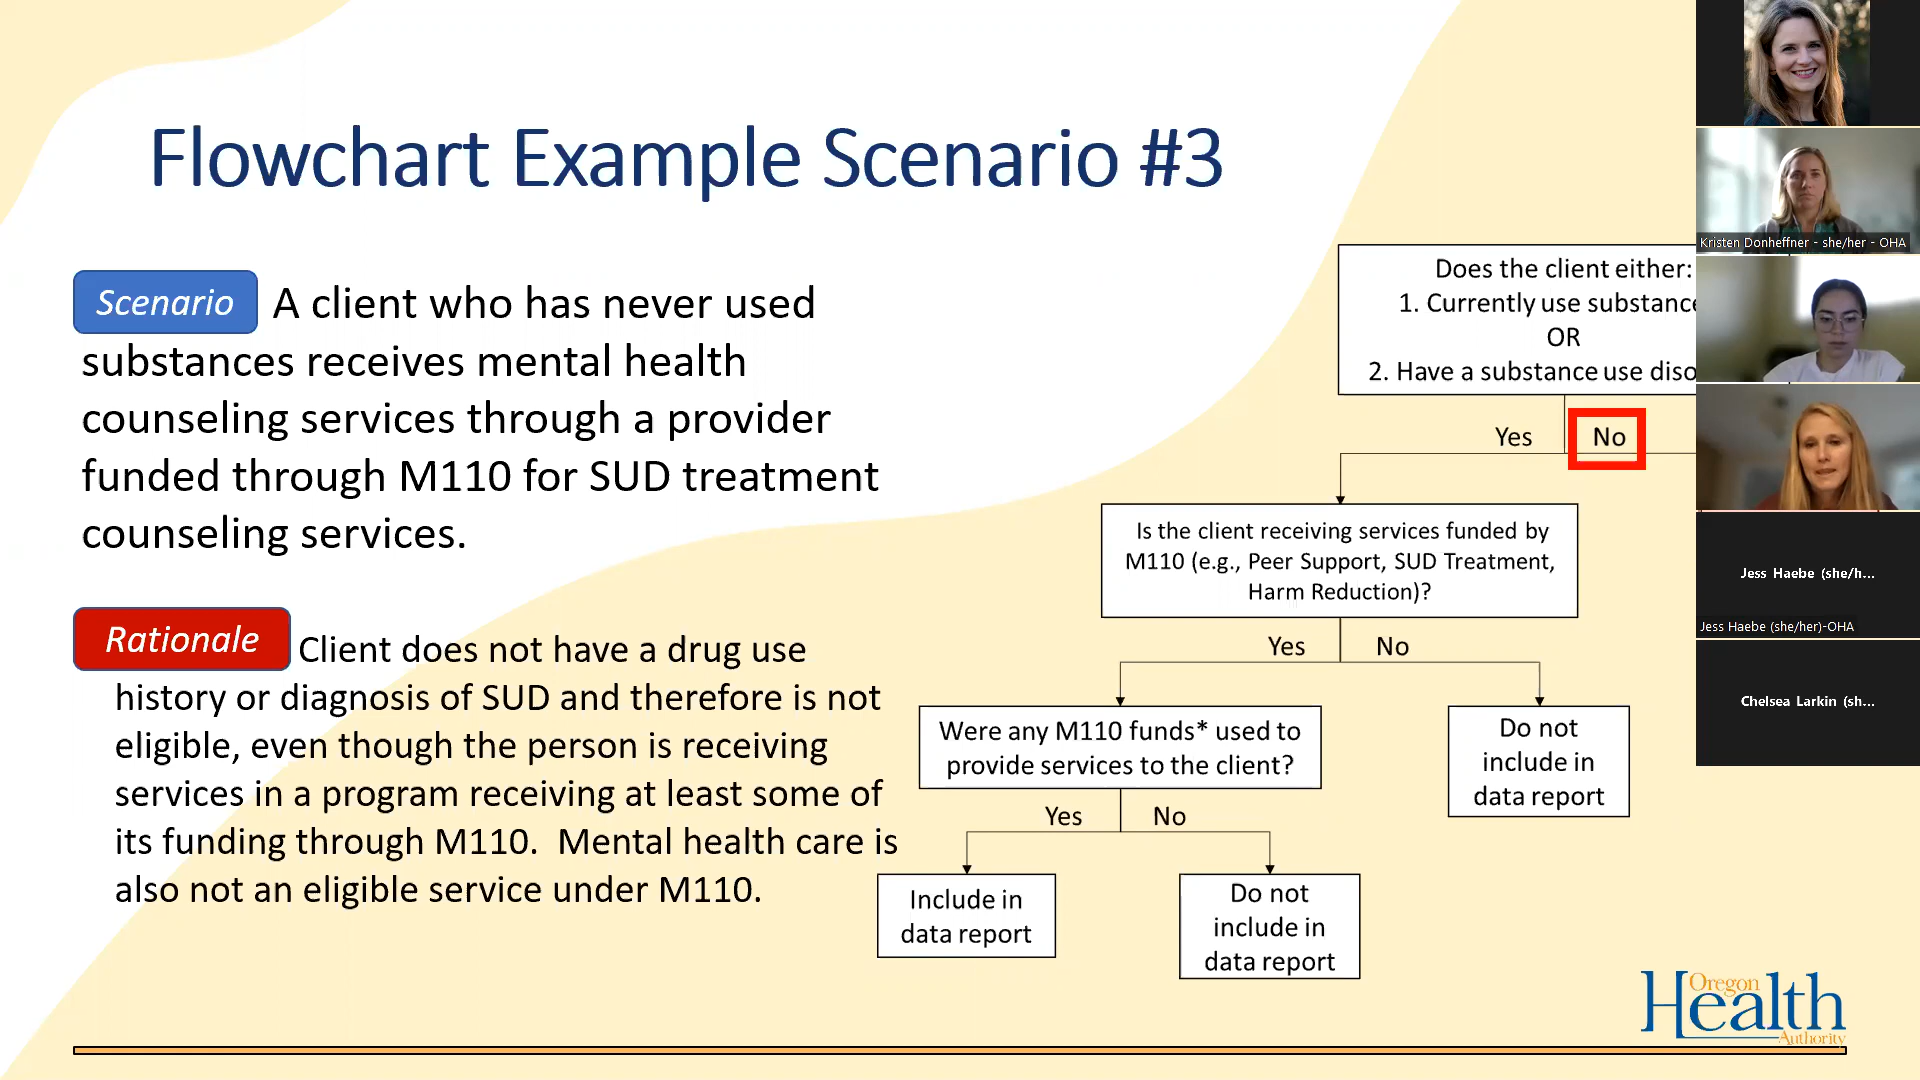 Flowchart Example Scenario #3
Scenario A client who has never used
substances receives mental health
counseling services through a provider
funded through M110 for SUD treatment
counseling services.
Rationale Client does not have a drug use
history or diagnosis of SUD and therefore is not
eligible, even though the person is receiving
services in a program receiving at least some of
its funding through M110.  Mental health care is
also not an eligible service under M110.
Does the client either:
1. Currently use substance
OR
2. Have a substance use diso
Yes No
Is the client receiving services funded by
M110 (e.g., Peer Support, SUD Treatment,
Harm Reduction)?
Yes No
Were any M110 funds* used to
provide services to the client?
Do not
include in
data report
Yes No
Include in
data report
Do not
include in
data report
Kristen Donheffner - she/her - OHA
Jess Haebe (she/h...
Jess Haebe (she/her)-OHA
Chelsea Larkin (sh...
Oregon
Health
Authority